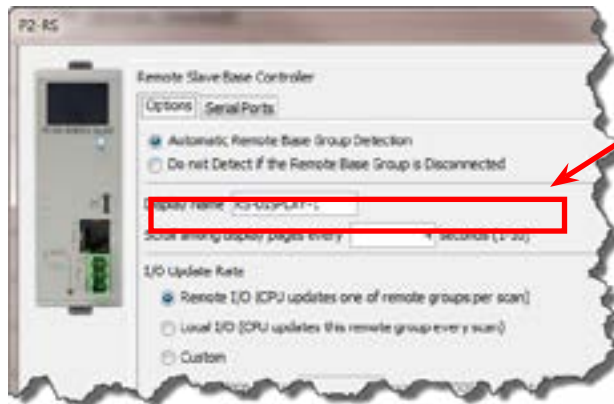 P2-RS
Remote Slave Base Controller
Options Serial Ports
Automatic Remote Base Group Detection
Do not Detect if the Remote Base Group is Disconnected
Display Name
Scroll among display pages every seconds (1-30)
I/O Update Rate
Remote I/O (CPU updates one of remote groups per scan)
Local I/O (CPU updates this remote group every scan)
Custom